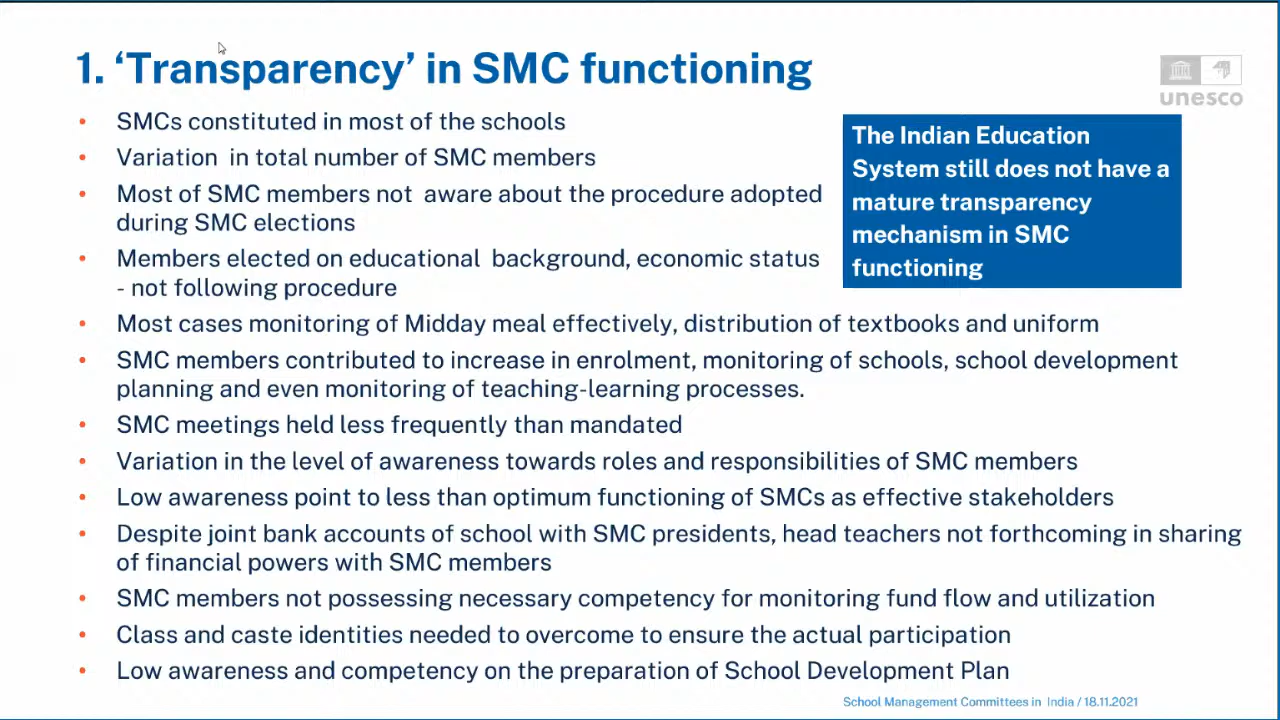 1. ‘Transparency’ in SMC functioning
unesco
• SMCs constituted in most of the schools
• Variation in total number of SMC members
• Most of SMC members not aware about the procedure adopted
during SMC elections
• Members elected on educational background, economic status
- not following procedure
The Indian Education
System still does not have a
mature transparency
mechanism in SMC
functioning
• Most cases monitoring of Midday meal effectively, distribution of textbooks and uniform
• SMC members contributed to increase in enrolment, monitoring of schools, school development
planning and even monitoring of teaching-learning processes.
• SMC meetings held less frequently than mandated
• Variation in the level of awareness towards roles and responsibilities of SMC members
• Low awareness point to less than optimum functioning of SMCs as effective stakeholders
• Despite joint bank accounts of school with SMC presidents, head teachers not forthcoming in sharing
of financial powers with SMC members
• SMC members not possessing necessary competency for monitoring fund flow and utilization
• Class and caste identities needed to overcome to ensure the actual participation
• Low awareness and competency on the preparation of School Development Plan
School Management Committees in India / 18.11.2021